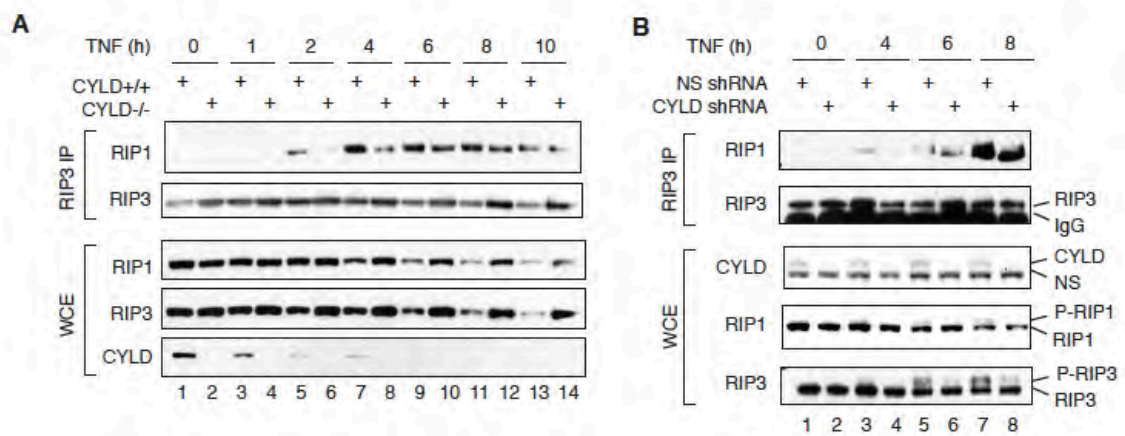 A
TNF (h) 0 1 2 4 6 8 10
CYLD+/+ + + + + + + +
CYLD-/- + + + + + + +
RIP3 IP
RIP1
RIP3
WCE
RIP1
RIP3
CYLD
1 2 3 4 5 6 7 8 9 10 11 12 13 14
B
TNF (h) 0 4 6 8
NS shRNA + + + +
CYLD shRNA + + + +
RIP3 IP
RIP1
RIP3 RIP3
IgG
WCE
CYLD CYLD
NS
RIP1 P-RIP1
RIP1
RIP3 P-RIP3
RIP3
1 2 3 4 5 6 7 8